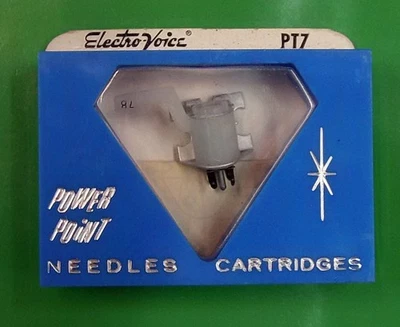 Electro-Voice® PT7
78
POWER
POINT
NEEDLES CARTRIDGES